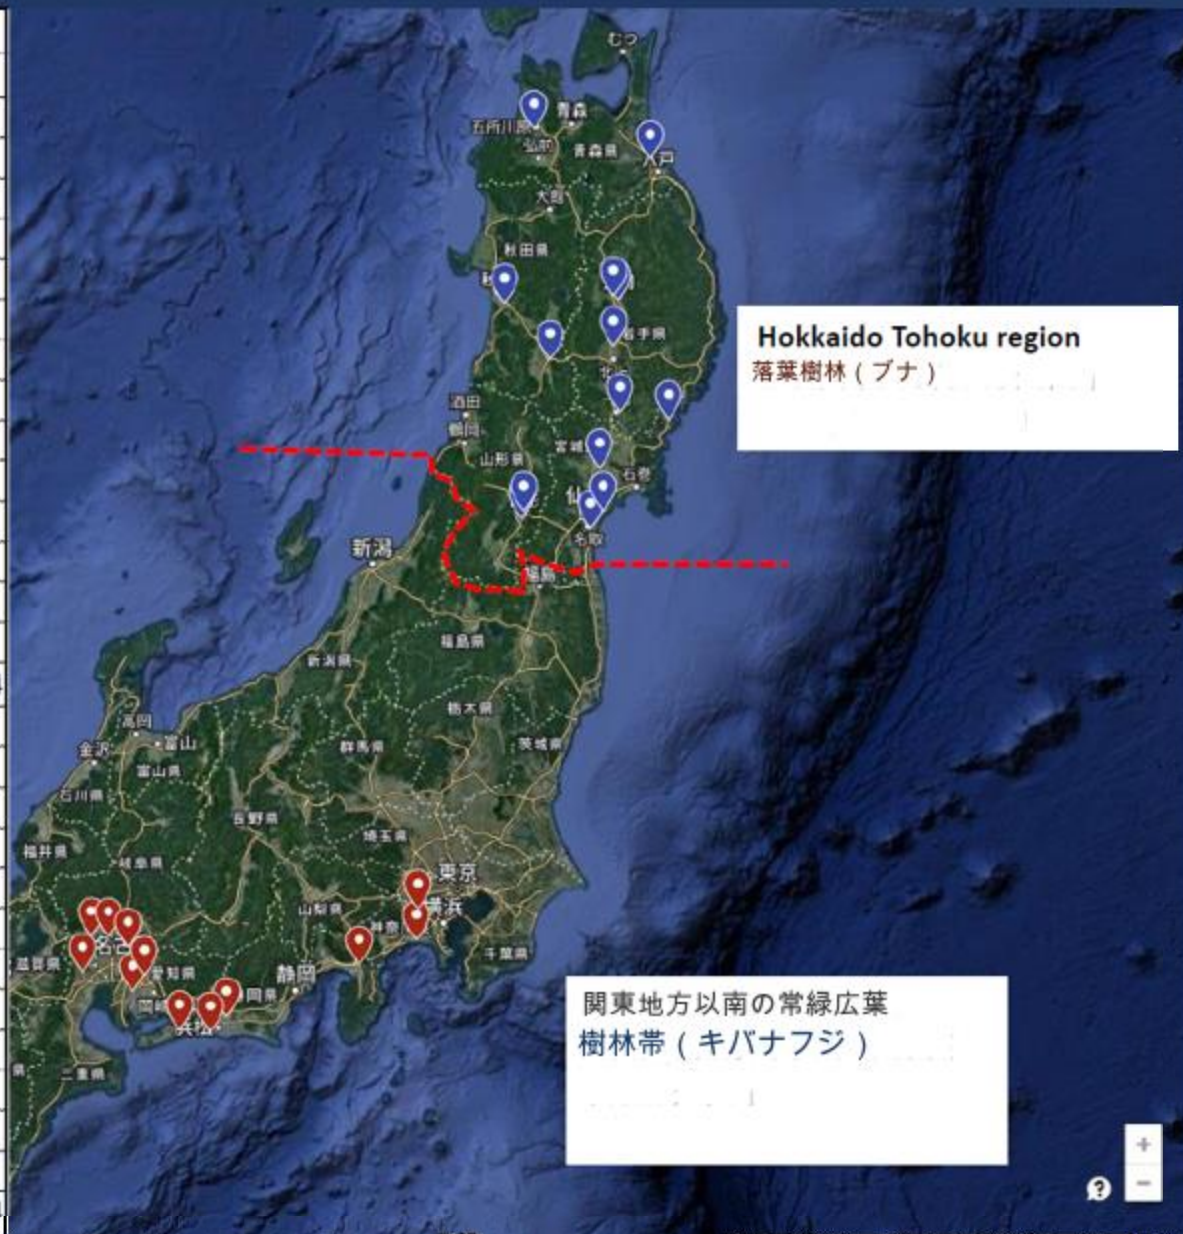 むつ
青森
五所川原
弘前
青森県
八戸
大館
秋田県
岩手県
Hokkaido Tohoku region
落葉樹林（ブナ）
酒田
鶴岡
宮城
山形県
石巻
仙
名取
新潟
福島
福島県
新潟県
栃木県
高岡
富山
金沢
群馬県
茨城県
富山県
石川県
長野県
埼玉県
福井県
岐阜県
東京
山梨県
横浜
神奈
名古
滋賀県
千葉県
愛知県
静岡
岡県
関東地方以南の常緑広葉
樹林帯（キバナフジ）
浜松
三重県
県
+
?
−